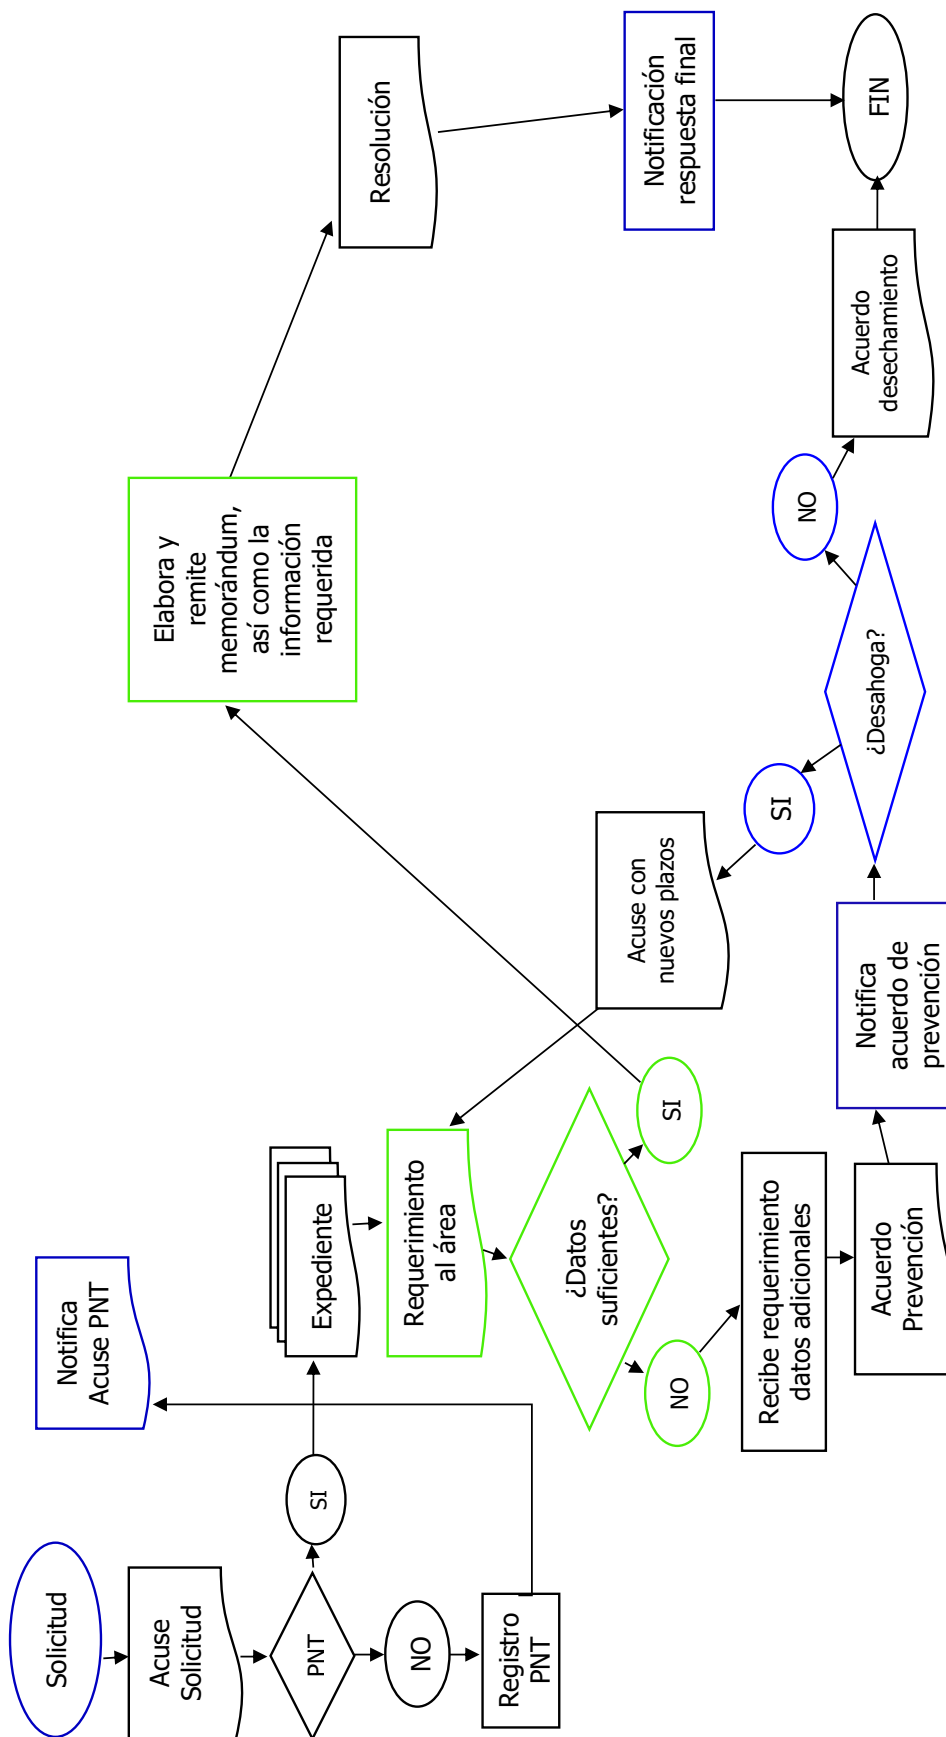 Solicitud
Acuse
Solicitud
PNT
NO
Registro
PNT
SI
Notifica
Acuse PNT
Expediente
Requerimiento
al área
¿Datos
suficientes?
NO
SI
Recibe requerimiento
datos adicionales
Acuerdo
Prevención
Notifica
acuerdo de
prevención
¿Desahoga?
SI
Acuse con
nuevos plazos
NO
Acuerdo
desechamiento
Elabora y
remite
memorándum,
así como la
información
requerida
Resolución
Notificación
respuesta final
FIN